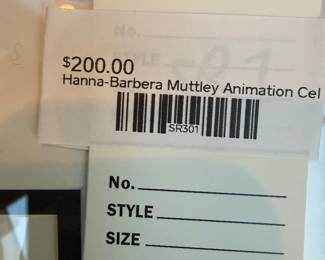 $200.00
Hanna-Barbera Muttley Animation Cel
SR301
No.
STYLE
SIZE